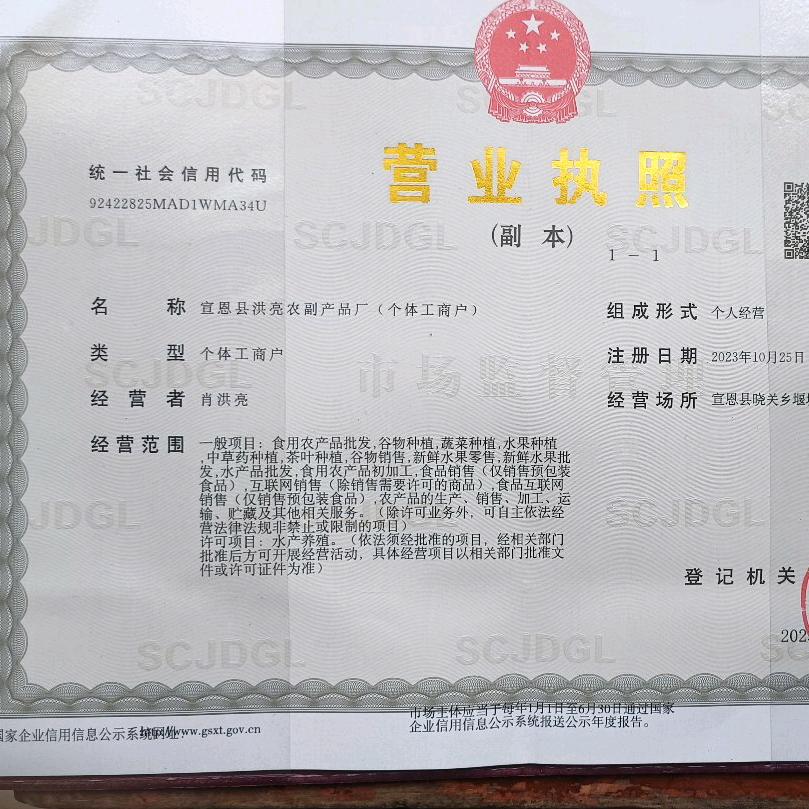 营业执照
(副 本)
1 - 1
统一社会信用代码
92422825MAD1WMA34U
名 称 宣恩县洪亮农副产品厂（个体工商户）
类 型 个体工商户
经 营 者 肖洪亮
经营范围 一般项目：食用农产品批发,谷物种植,蔬菜种植,水果种植
,中草药种植,茶叶种植,谷物销售,新鲜水果零售,新鲜水果批
发,水产品批发,食用农产品初加工,食品销售（仅销售预包装
食品）,互联网销售（除销售需要许可的商品）,食品互联网
销售（仅销售预包装食品）,农产品的生产、销售、加工、运
输、贮藏及其他相关服务。（除许可业务外，可自主依法经
营法律法规非禁止或限制的项目）
许可项目：水产养殖。（依法须经批准的项目，经相关部门
批准后方可开展经营活动，具体经营项目以相关部门批准文
件或许可证件为准）
组成形式 个人经营
注册日期 2023年10月25日
经营场所 宣恩县晓关乡堰
登记机关
202
国家企业信用信息公示系统网址：http://www.gsxt.gov.cn
市场主体应当于每年1月1日至6月30日通过国家
企业信用信息公示系统报送公示年度报告。
SCJDGL
市场监督管理